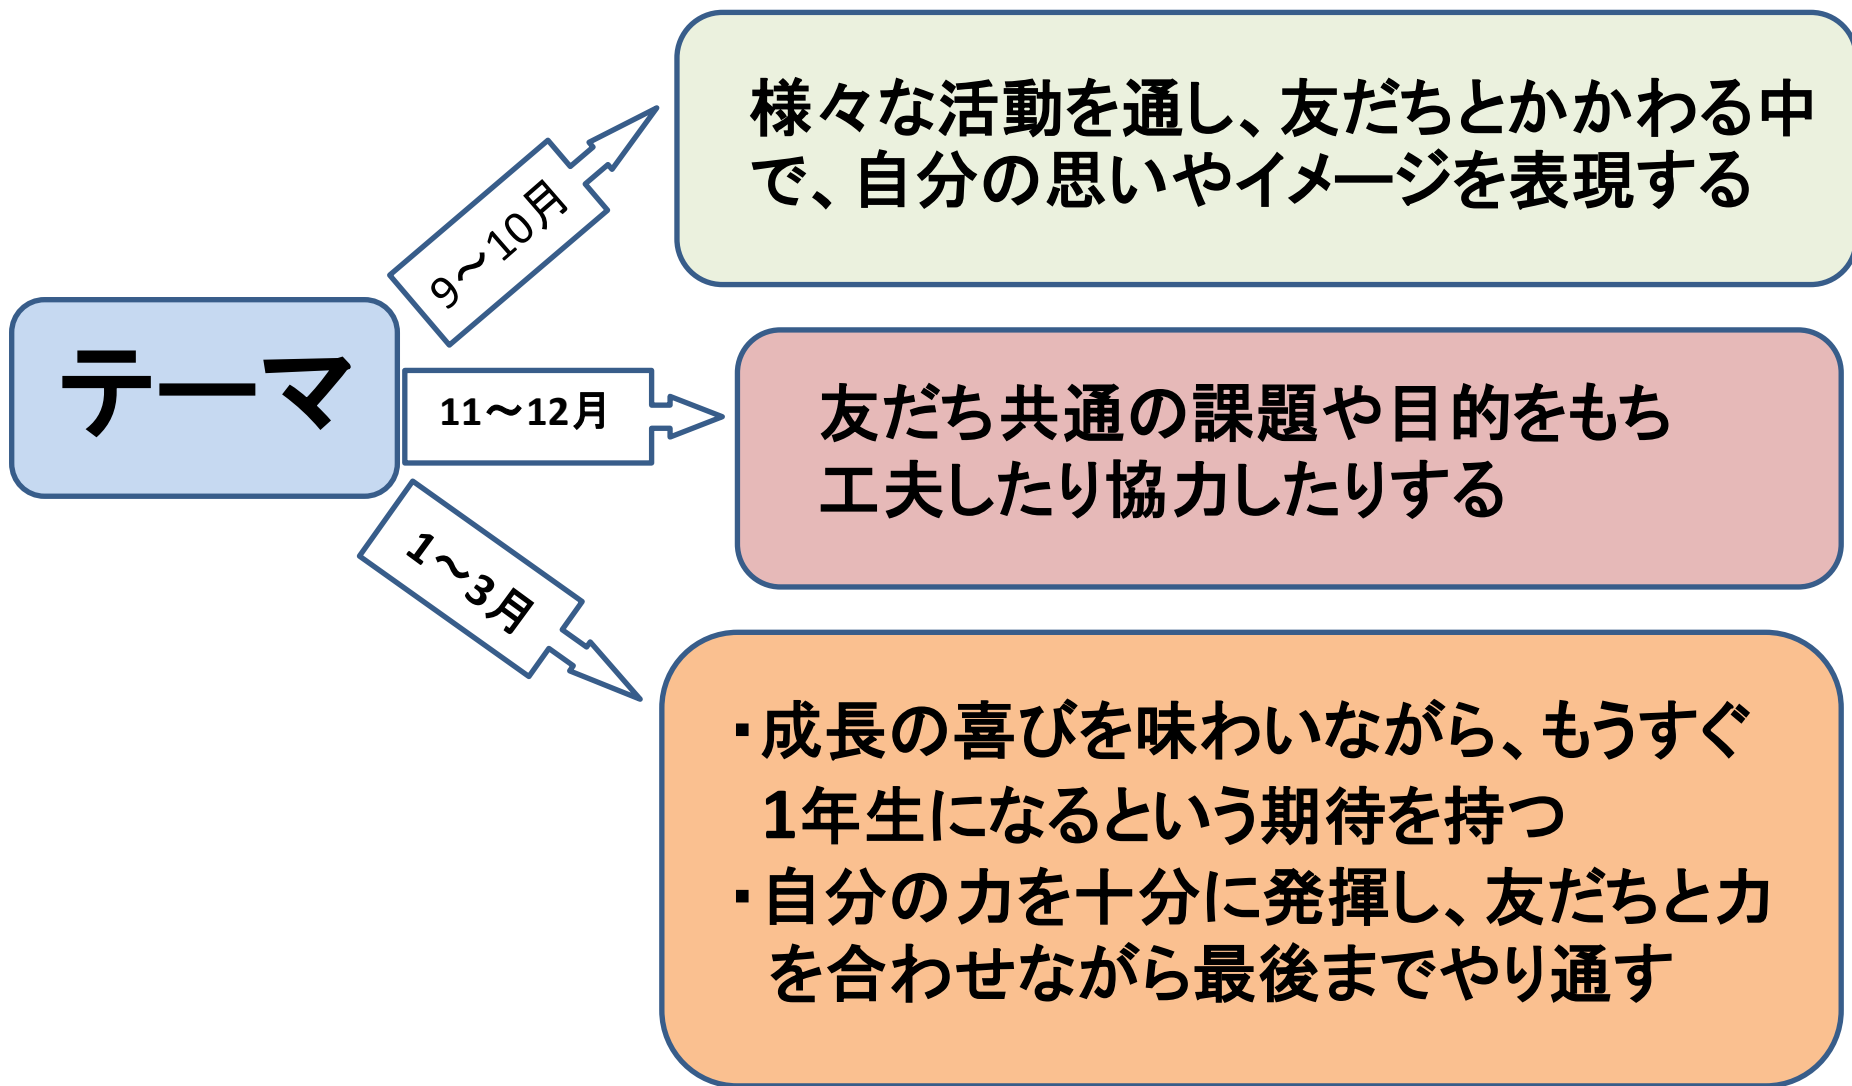 テーマ
9～10月
様々な活動を通し、友だちとかかわる中
で、自分の思いやイメージを表現する
11～12月
友だち共通の課題や目的をもち
工夫したり協力したりする
1～3月
・成長の喜びを味わいながら、もうすぐ
1年生になるという期待を持つ
・自分の力を十分に発揮し、友だちと力
を合わせながら最後までやり通す